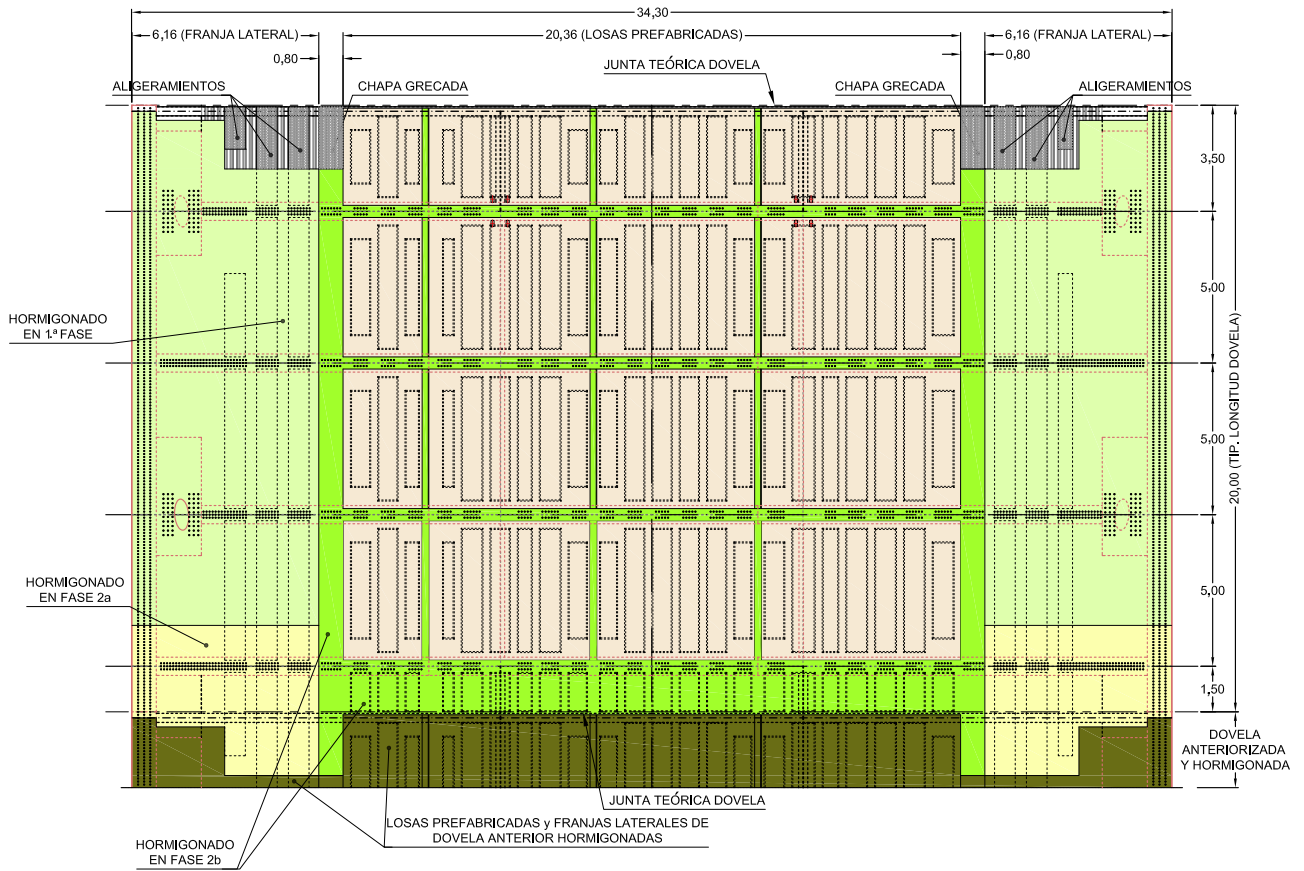 34,30
6,16 (FRANJA LATERAL)
20,36 (LOSAS PREFABRICADAS)
6,16 (FRANJA LATERAL)
0,80
0,80
JUNTA TEÓRICA DOVELA
ALIGERAMIENTOS
CHAPA GRECADA
CHAPA GRECADA
ALIGERAMIENTOS
3,50
5,00
HORMIGONADO
EN 1.ª FASE
20,00 (TIP. LONGITUD DOVELA)
5,00
HORMIGONADO
EN FASE 2a
5,00
1,50
DOVELA
ANTERIORIZADA
Y HORMIGONADA
JUNTA TEÓRICA DOVELA
LOSAS PREFABRICADAS y FRANJAS LATERALES DE
DOVELA ANTERIOR HORMIGONADAS
HORMIGONADO
EN FASE 2b